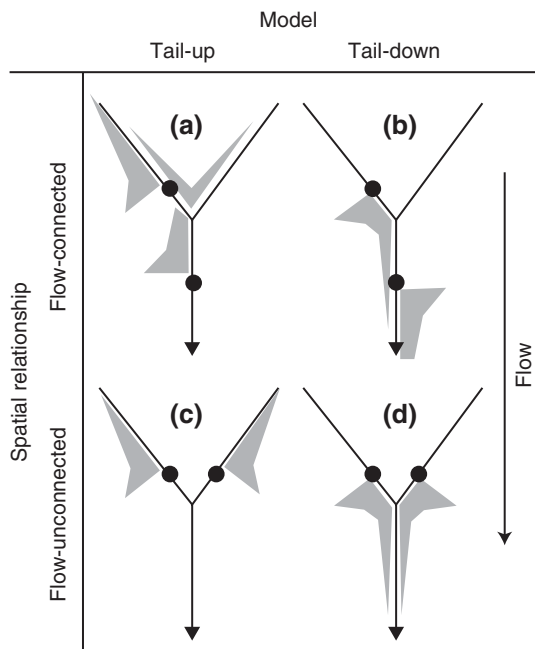 Model
Tail-up
Tail-down
Spatial relationship
Flow-connected
(a)
(b)
Flow
Flow-unconnected
(c)
(d)